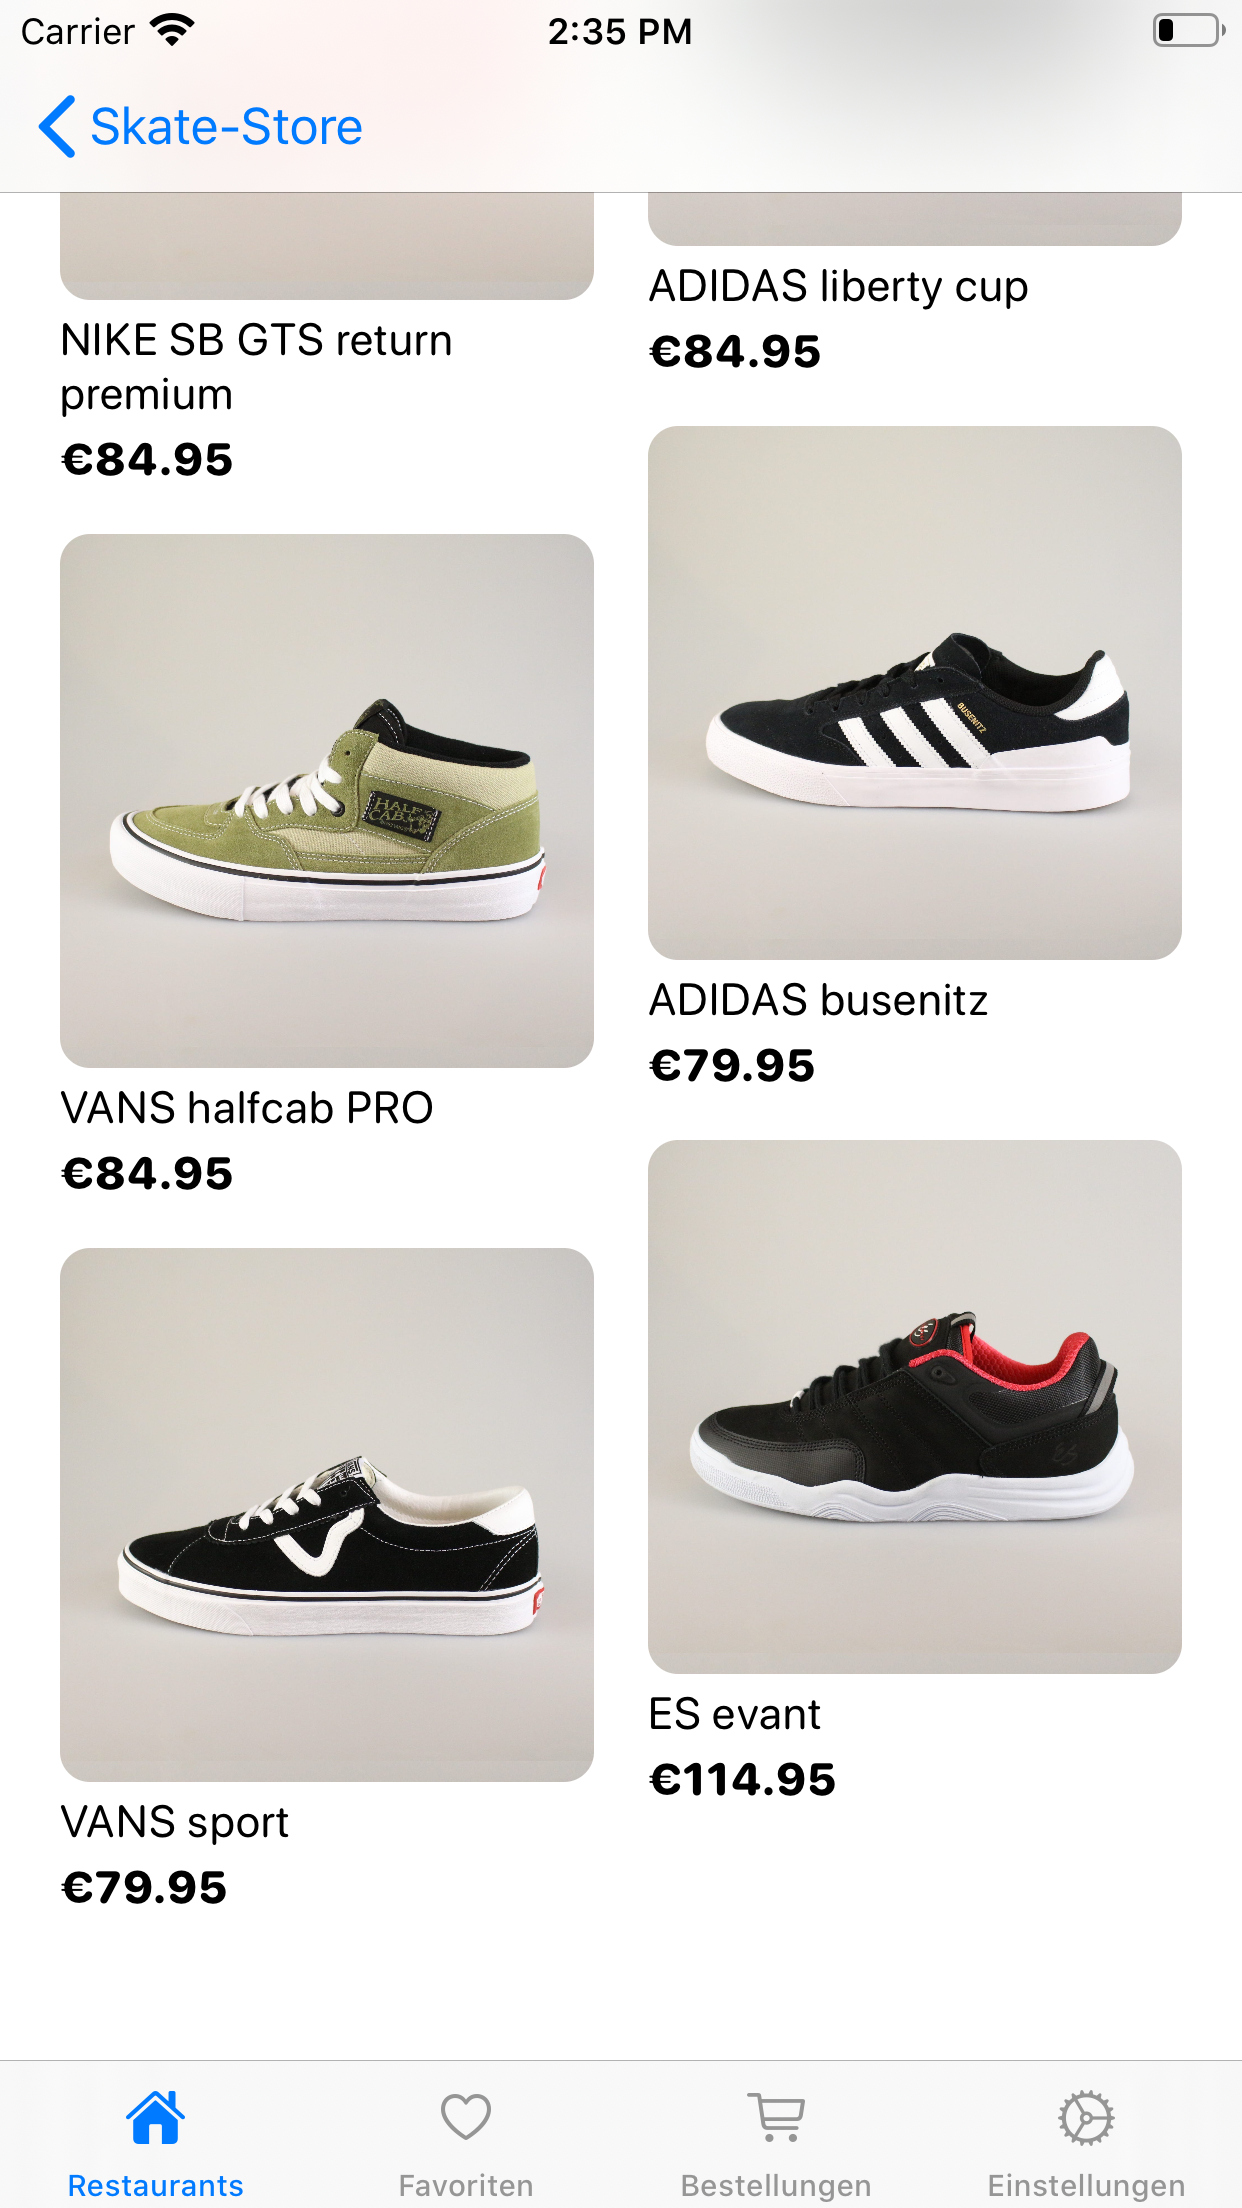 Carrier
2:35 PM
Skate-Store
NIKE SB GTS return
premium
€84.95
ADIDAS liberty cup
€84.95
HALF
CAB
VANS halfcab PRO
€84.95
BUSENITZ
ADIDAS busenitz
€79.95
VANS sport
€79.95
ES
ES evant
€114.95
Restaurants
Favoriten
Bestellungen
Einstellungen